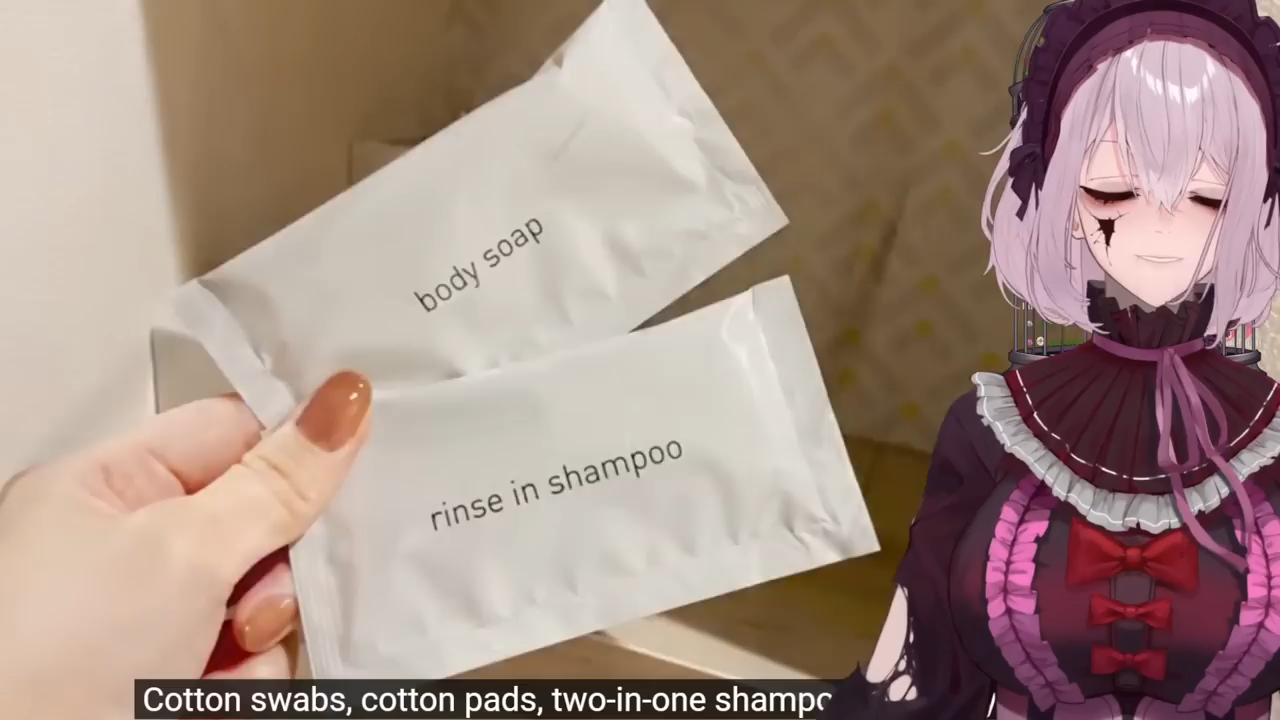 body soap
rinse in shampoo
Cotton swabs, cotton pads, two-in-one shampo